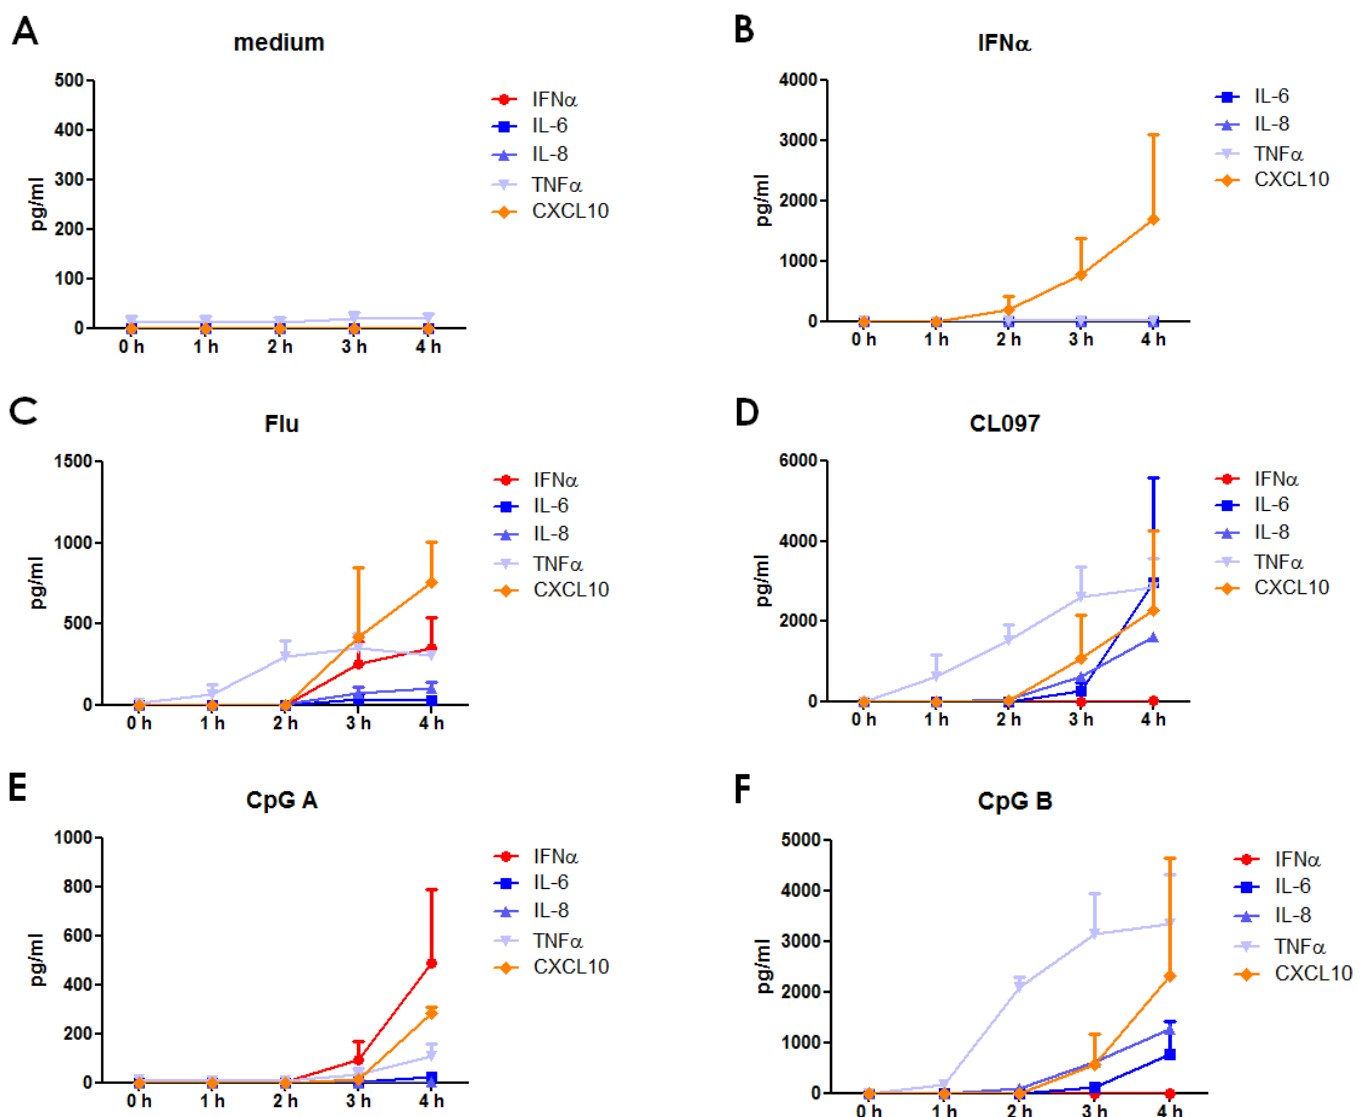 A
medium
500
400
300
200
100
0
pg/ml
0 h 1 h 2 h 3 h 4 h
IFNα
IL-6
IL-8
TNFα
CXCL10
B
IFNα
4000
3000
2000
1000
0
pg/ml
0 h 1 h 2 h 3 h 4 h
IL-6
IL-8
TNFα
CXCL10
C
Flu
1500
1000
500
0
pg/ml
0 h 1 h 2 h 3 h 4 h
IFNα
IL-6
IL-8
TNFα
CXCL10
D
CL097
6000
4000
2000
0
pg/ml
0 h 1 h 2 h 3 h 4 h
IFNα
IL-6
IL-8
TNFα
CXCL10
E
CpG A
1000
800
600
400
200
0
pg/ml
0 h 1 h 2 h 3 h 4 h
IFNα
IL-6
IL-8
TNFα
CXCL10
F
CpG B
5000
4000
3000
2000
1000
0
pg/ml
0 h 1 h 2 h 3 h 4 h
IFNα
IL-6
IL-8
TNFα
CXCL10